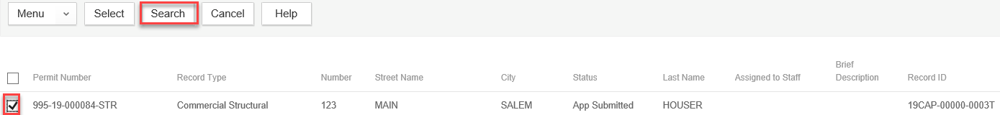 Menu Select Search Cancel Help
Brief
Permit Number Record Type Number Street Name City Status Last Name Assigned to Staff Description Record ID
995-19-000084-STR Commercial Structural 123 MAIN SALEM App Submitted HOUSER 19CAP-00000-0003T